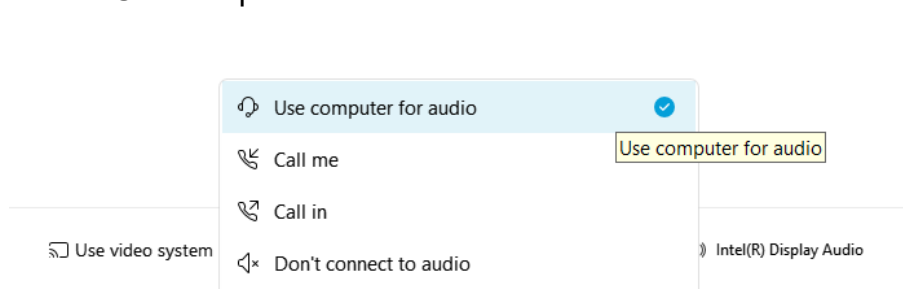 Use computer for audio
Use computer for audio
Call me
Call in
Use video system
Intel(R) Display Audio
Don't connect to audio